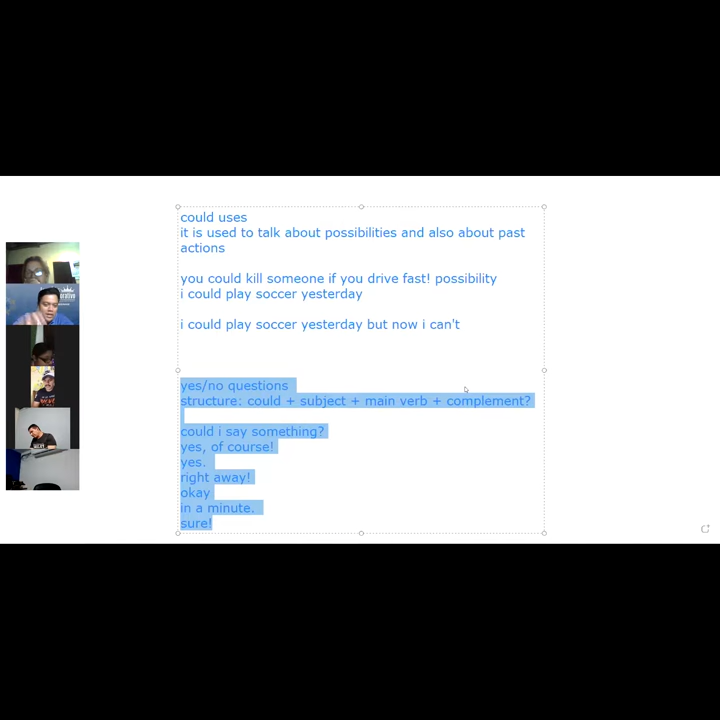 could uses
it is used to talk about possibilities and also about past
actions
you could kill someone if you drive fast! possibility
i could play soccer yesterday
i could play soccer yesterday but now i can't
yes/no questions
structure: could + subject + main verb + complement?
could i say something?
yes, of course!
yes.
right away!
okay
in a minute.
sure!